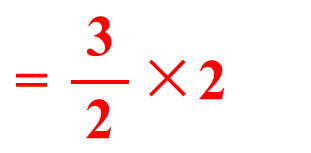 = 3/2 × 2